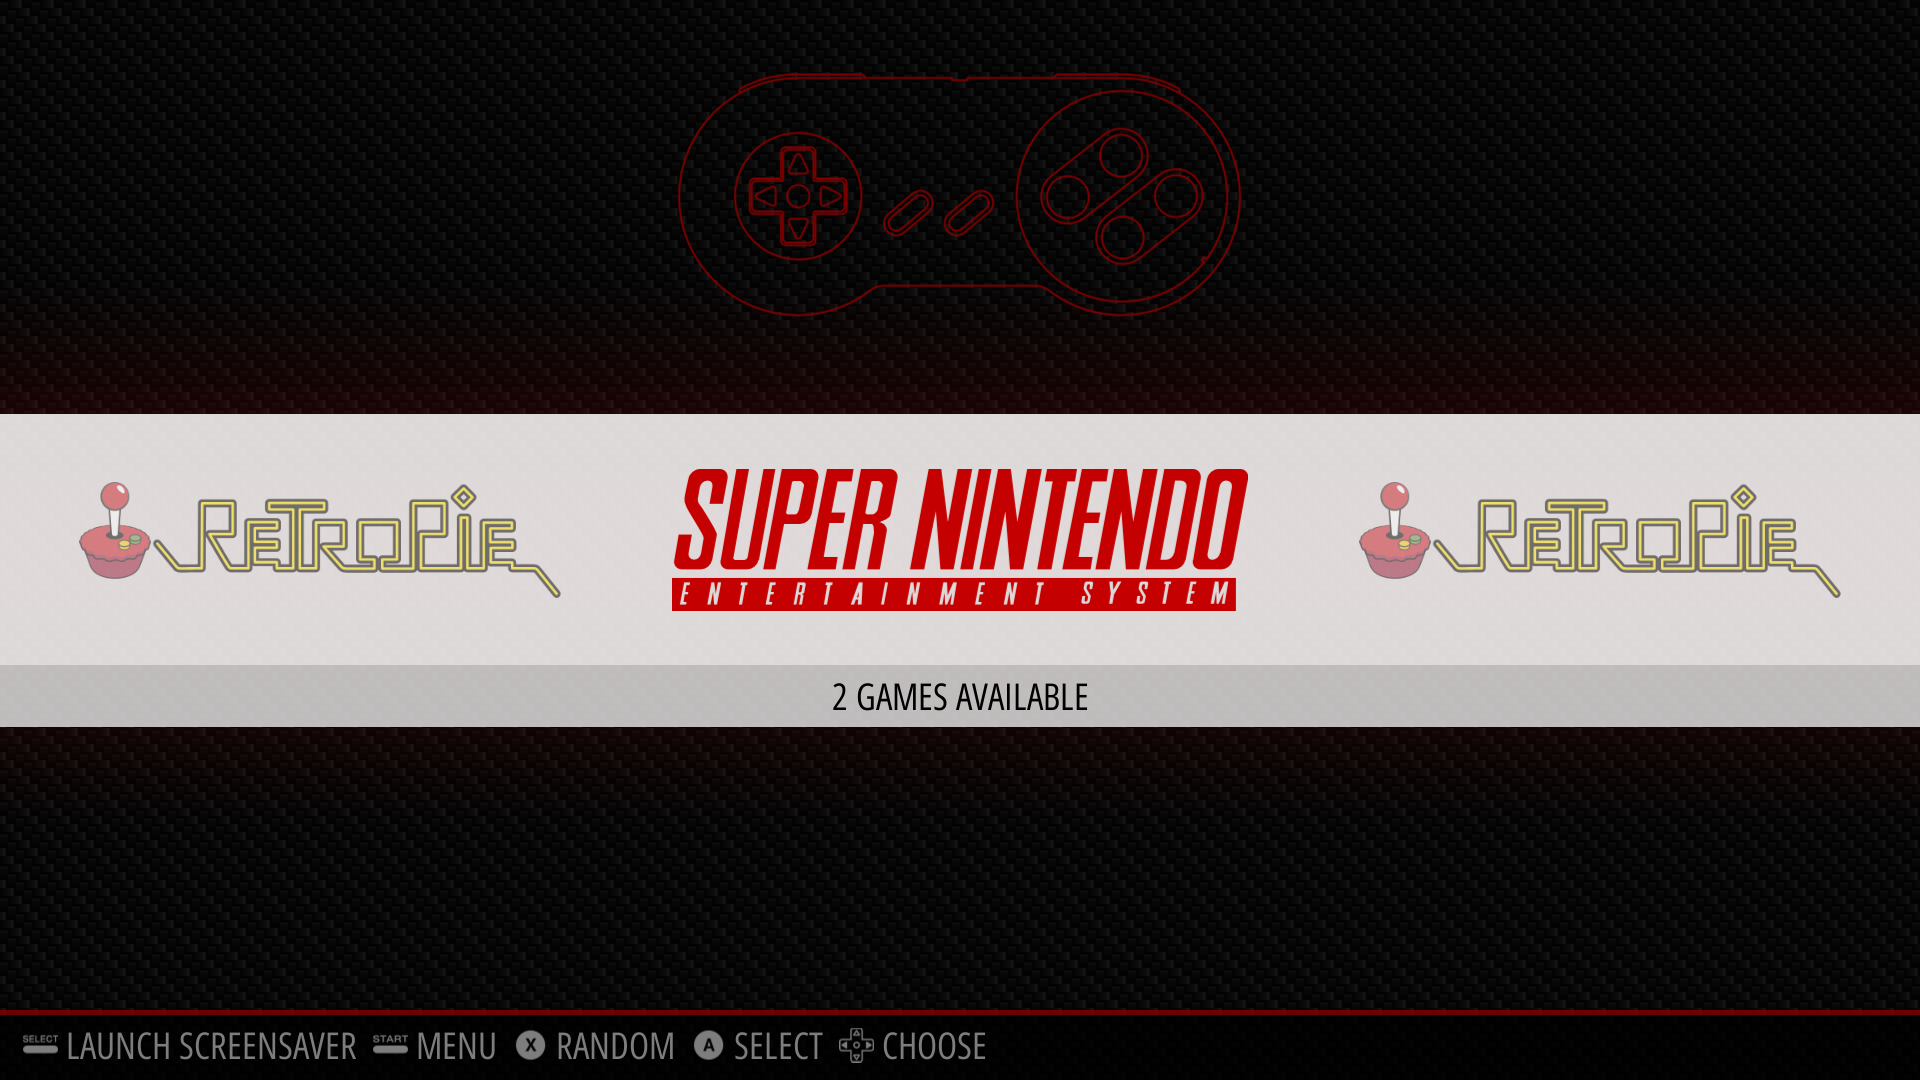 RETROPIE
SUPER NINTENDO
ENTERTAINMENT SYSTEM
RETROPIE
2 GAMES AVAILABLE
SELECT LAUNCH SCREENSAVER START MENU X RANDOM A SELECT CHOOSE